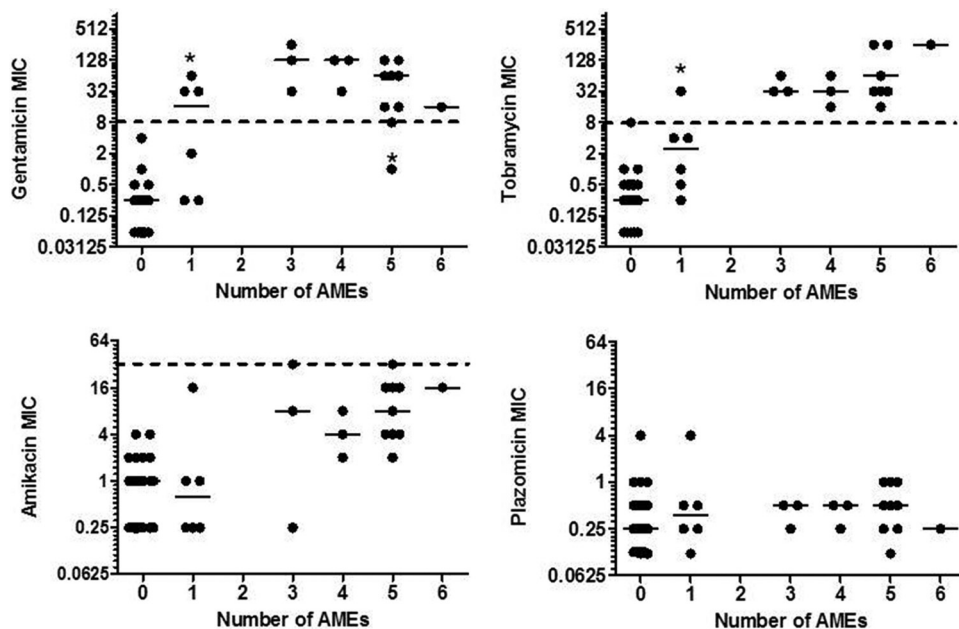 Gentamicin MIC
512
128
32
8
2
0.5
0.125
0.03125
*
*
0 1 2 3 4 5 6
Number of AMEs
Tobramycin MIC
512
128
32
8
2
0.5
0.125
0.03125
*
0 1 2 3 4 5 6
Number of AMEs
Amikacin MIC
64
16
4
1
0.25
0.0625
0 1 2 3 4 5 6
Number of AMEs
Plazomicin MIC
64
16
4
1
0.25
0.0625
0 1 2 3 4 5 6
Number of AMEs